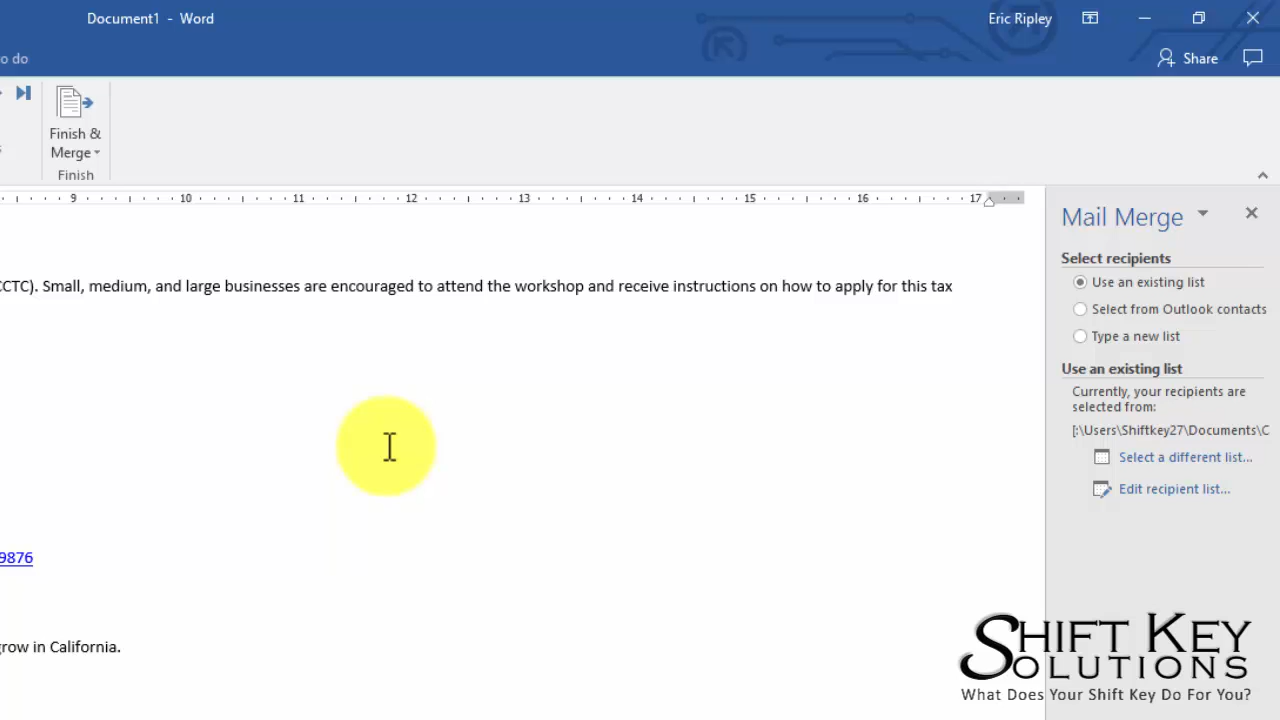 Document1 - Word
Eric Ripley
o do
Share
Finish &
Merge
Finish
9 10 11 12 13 14 15 16 17
Mail Merge
Select recipients
Use an existing list
Select from Outlook contacts
Type a new list
Use an existing list
Currently, your recipients are
selected from:
[:\Users\Shiftkey27\Documents\C
Select a different list...
Edit recipient list...
CCTC). Small, medium, and large businesses are encouraged to attend the workshop and receive instructions on how to apply for this tax
9876
grow in California.
SHIFT KEY
SOLUTIONS
What Does Your Shift Key Do For You?